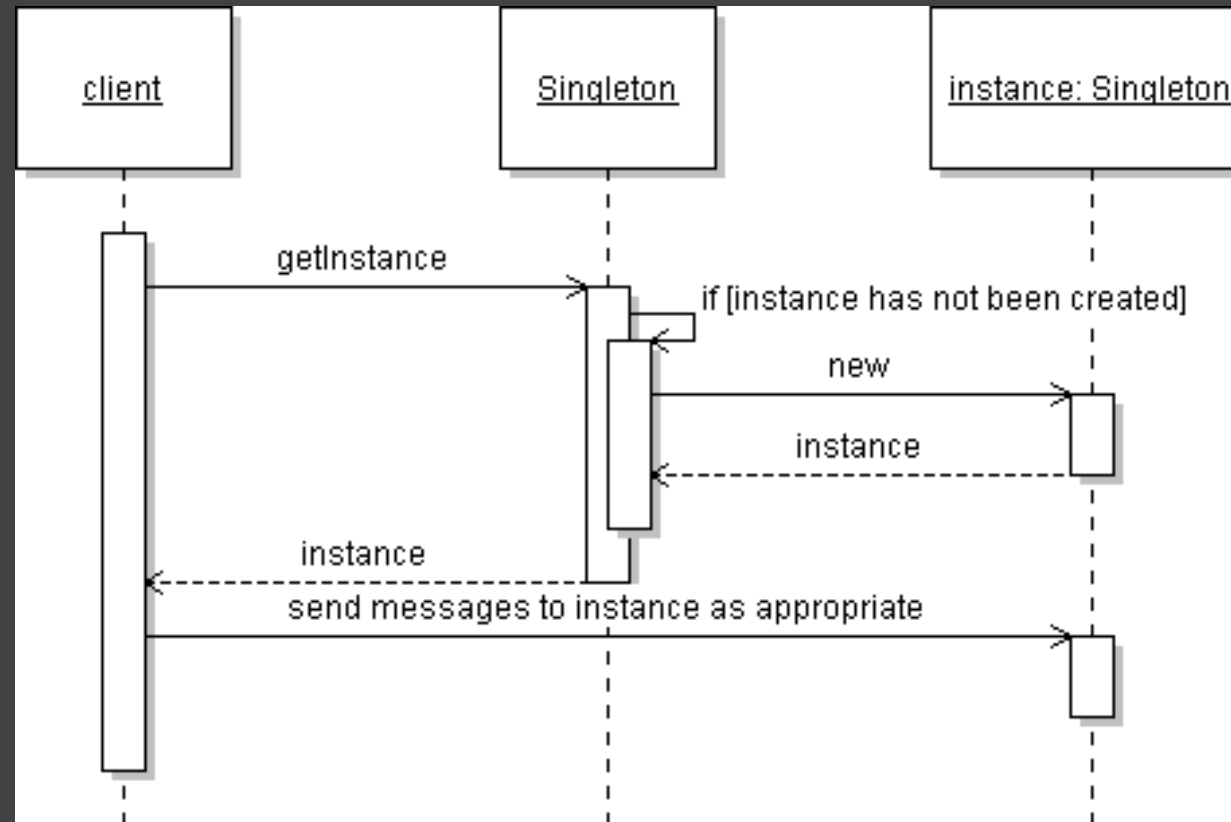 client
Singleton
instance: Singleton
getInstance
if [instance has not been created]
new
instance
instance
send messages to instance as appropriate